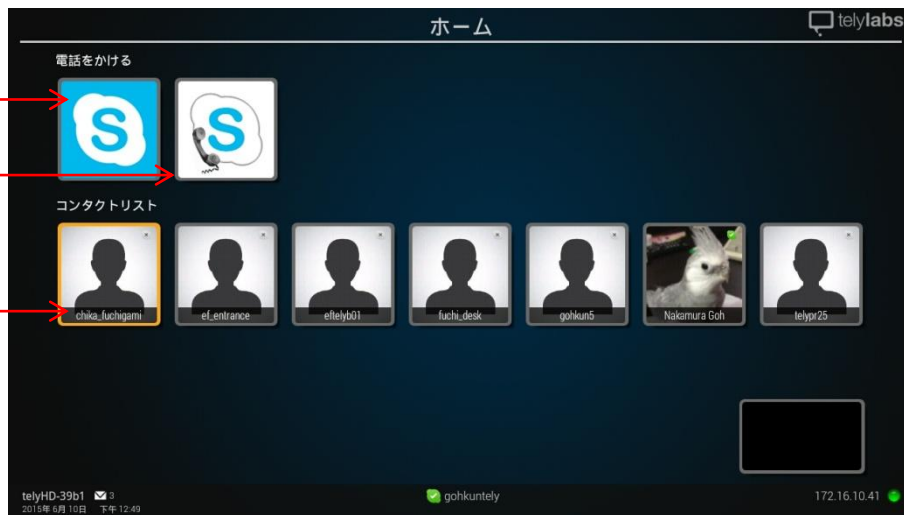 ホーム
telylabs
電話をかける
S
S
コンタクトリスト
chika_fuchigami
ef_entrance
eftelyb01
fuchi_desk
gohkun5
Nakamura Goh
telypr25
telyHD-39b1 3
2015年 6月 10日 下午 12:49
gohkuntely
172.16.10.41